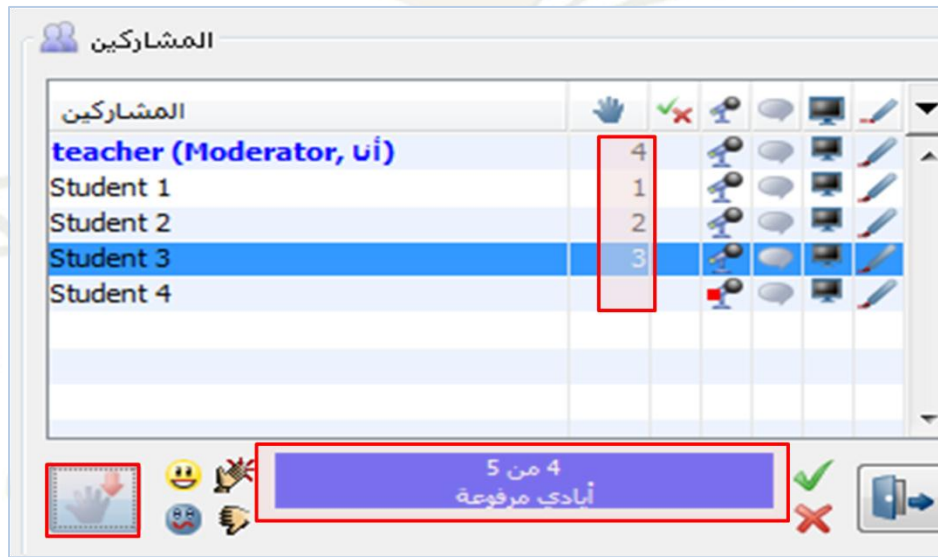 المشاركين
المشاركين
teacher (Moderator, أنا) 4
Student 1 1
Student 2 2
Student 3 3
Student 4
4 من 5
أيادي مرفوعة